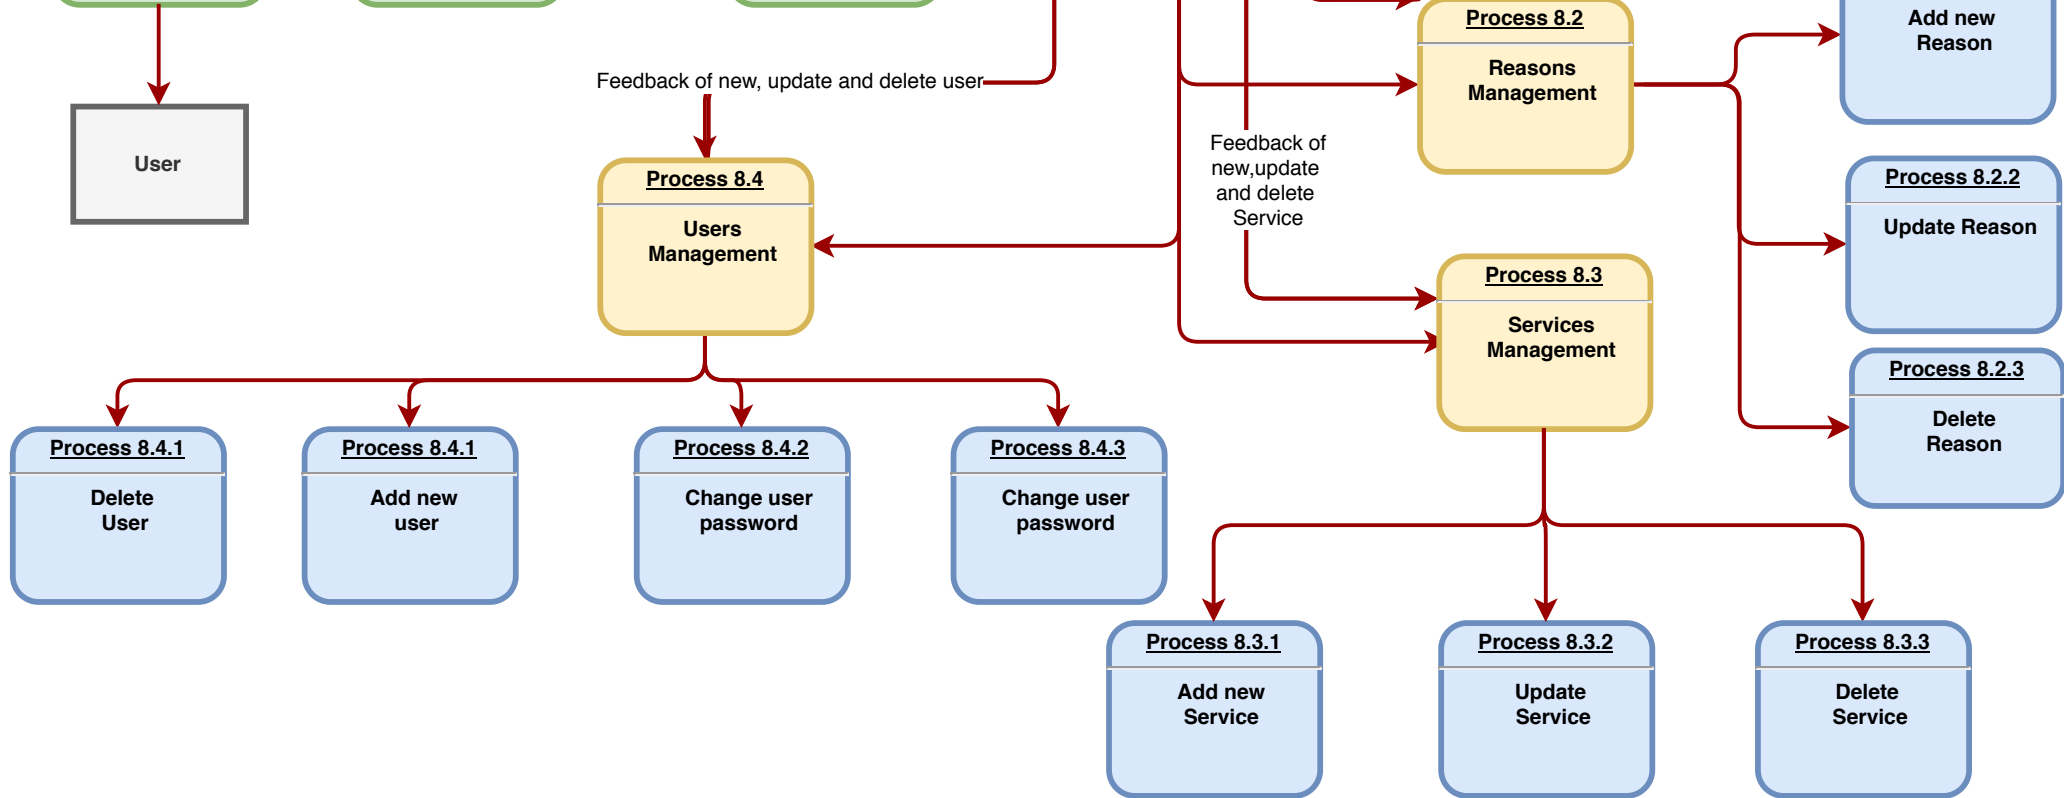 Process 8.2
Reasons
Management
Add new
Reason
Feedback of new, update and delete user
Feedback of
new,update
and delete
Service
User
Process 8.4
Users
Management
Process 8.2.2
Update Reason
Process 8.3
Services
Management
Process 8.2.3
Delete
Reason
Process 8.4.1
Delete
User
Process 8.4.1
Add new
user
Process 8.4.2
Change user
password
Process 8.4.3
Change user
password
Process 8.3.1
Add new
Service
Process 8.3.2
Update
Service
Process 8.3.3
Delete
Service